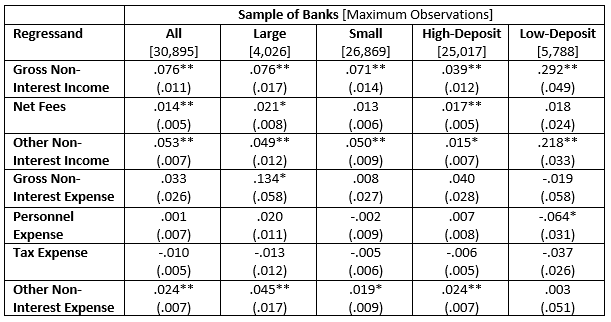 Sample of Banks [Maximum Observations]
Regressand All Large Small High-Deposit Low-Deposit
[30,895] [4,026] [26,869] [25,017] [5,788]
Gross Non- .076** .076** .071** .039** .292**
Interest Income (.011) (.017) (.014) (.012) (.049)
Net Fees .014** .021* .013 .017** .018
(.005) (.008) (.006) (.005) (.024)
Other Non- .053** .049** .050** .015* .218**
Interest Income (.007) (.012) (.009) (.007) (.033)
Gross Non- .033 .134* .008 .040 -.019
Interest Expense (.026) (.058) (.027) (.028) (.058)
Personnel .001 .020 -.002 .007 -.064*
Expense (.007) (.011) (.009) (.008) (.031)
Tax Expense -.010 -.013 -.005 -.006 -.037
(.005) (.012) (.006) (.005) (.026)
Other Non- .024** .045** .019* .024** .003
Interest Expense (.007) (.017) (.009) (.007) (.051)